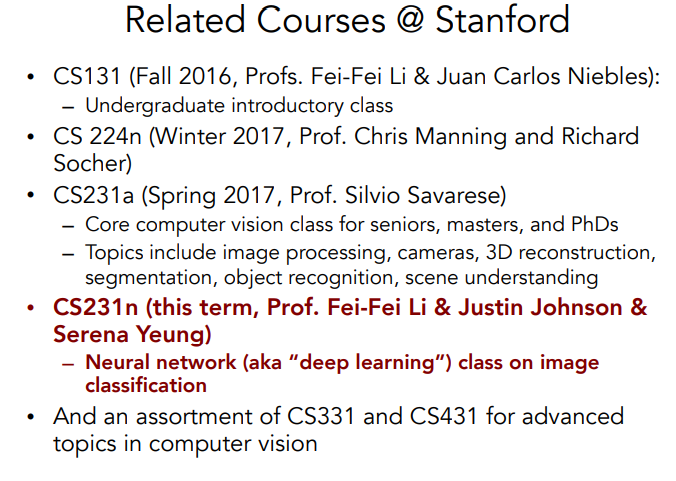 Related Courses @ Stanford
• CS131 (Fall 2016, Profs. Fei-Fei Li & Juan Carlos Niebles):
– Undergraduate introductory class
• CS 224n (Winter 2017, Prof. Chris Manning and Richard
Socher)
• CS231a (Spring 2017, Prof. Silvio Savarese)
– Core computer vision class for seniors, masters, and PhDs
– Topics include image processing, cameras, 3D reconstruction,
segmentation, object recognition, scene understanding
• CS231n (this term, Prof. Fei-Fei Li & Justin Johnson &
Serena Yeung)
– Neural network (aka “deep learning”) class on image
classification
• And an assortment of CS331 and CS431 for advanced
topics in computer vision